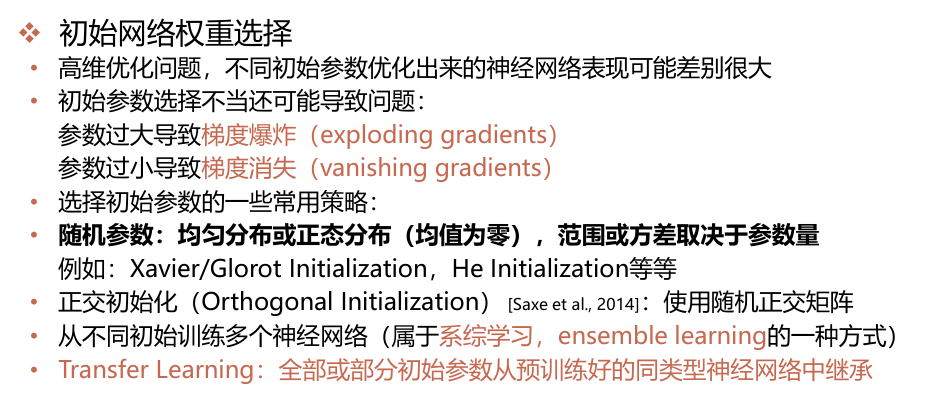 ❖ 初始网络权重选择
• 高维优化问题，不同初始参数优化出来的神经网络表现可能差别很大
• 初始参数选择不当还可能导致问题：
参数过大导致梯度爆炸（exploding gradients）
参数过小导致梯度消失（vanishing gradients）
• 选择初始参数的一些常用策略：
• 随机参数：均匀分布或正态分布（均值为零），范围或方差取决于参数量
例如：Xavier/Glorot Initialization，He Initialization等等
• 正交初始化（Orthogonal Initialization） [Saxe et al., 2014]：使用随机正交矩阵
• 从不同初始训练多个神经网络（属于系综学习，ensemble learning的一种方式）
• Transfer Learning：全部或部分初始参数从预训练好的同类型神经网络中继承